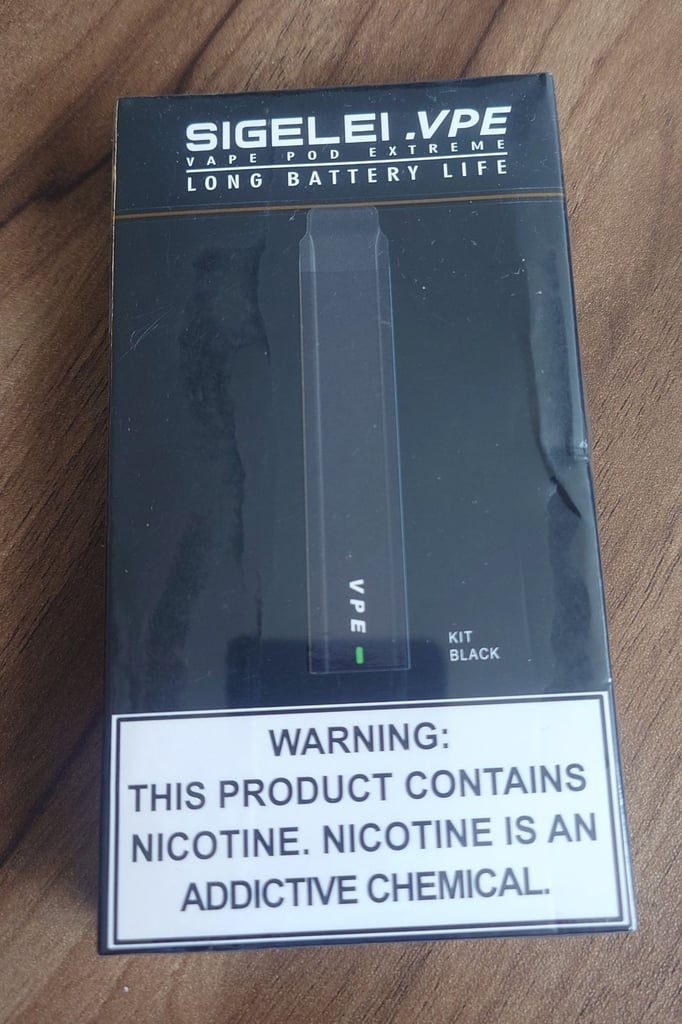 SIGELEI .VPE
VAPE POD EXTREME
LONG BATTERY LIFE
VPE
KIT
BLACK
WARNING:
THIS PRODUCT CONTAINS
NICOTINE. NICOTINE IS AN
ADDICTIVE CHEMICAL.